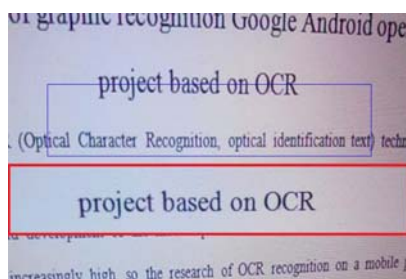 of graphic recognition Google Android ope
project based on OCR
(Optical Character Recognition, optical identification text) techn
project based on OCR
increasingly high, so the research of OCR recognition on a mobile